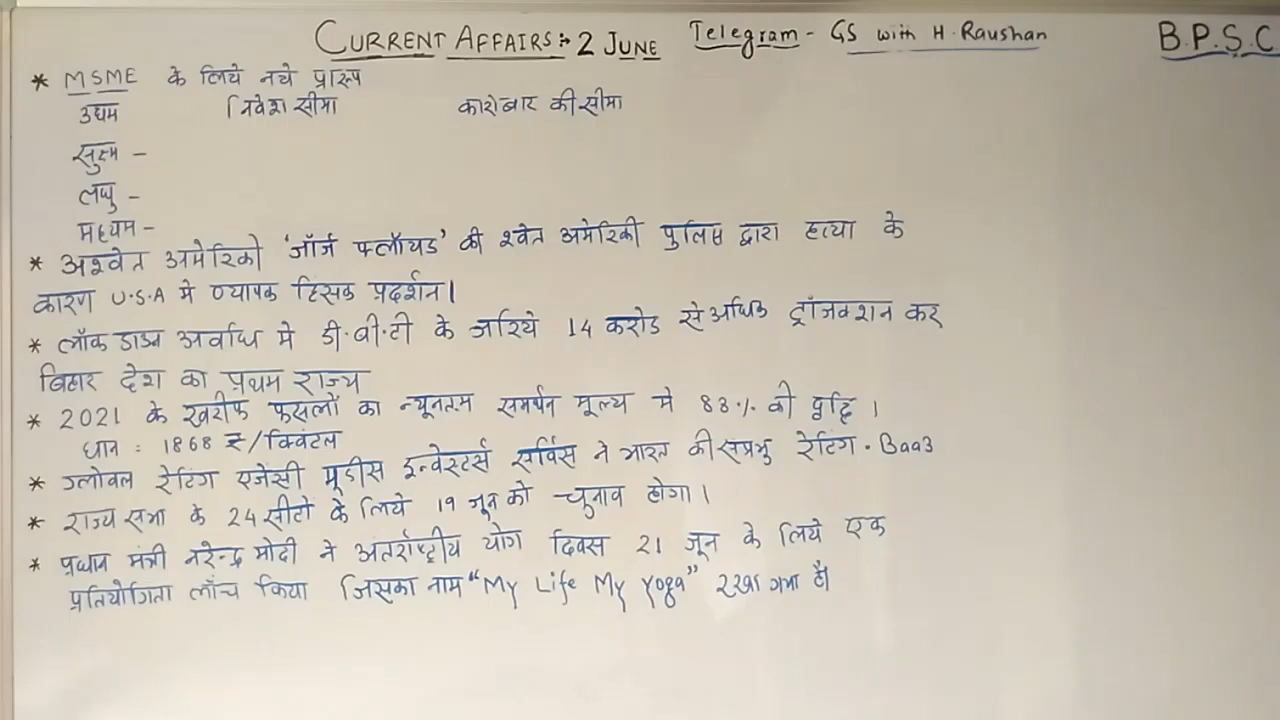 CURRENT AFFAIRS:- 2 JUNE Telegram - GS with H. Raushan B.P.S.C
* MSME के लिये नये प्रारूप
उद्यम निवेश सीमा कारोबार की सीमा
सुक्ष्म -
लघु -
मध्यम -
* अश्वेत अमेरिकी 'जॉर्ज फ्लॉयड' की श्वेत अमेरिकी पुलिस द्वारा हत्या के
कारण U.S.A मे व्यापक हिंसक प्रदर्शन।
* लॉक डाउन अवधि मे डी.बी.टी के जरिये 14 करोड से अधिक ट्रांजक्शन कर
बिहार देश का प्रथम राज्य
* 2021 के खरीफ फसलों का न्यूनतम समर्थन मूल्य मे 83% की वृद्धि।
धान : 1868 ₹/क्विंटल
* ग्लोबल रेटिंग एजेंसी मूडीस इन्वेस्टर्स सर्विस ने भारत की संप्रभु रेटिंग - Baa3
* राज्य सभा के 24 सीटो के लिये 19 जून को चुनाव होगा।
* प्रधान मंत्री नरेन्द्र मोदी ने अंतर्राष्ट्रीय योग दिवस 21 जून के लिये एक
प्रतियोगिता लॉंच किया जिसका नाम "My Life My Yoga" रखा गया है।